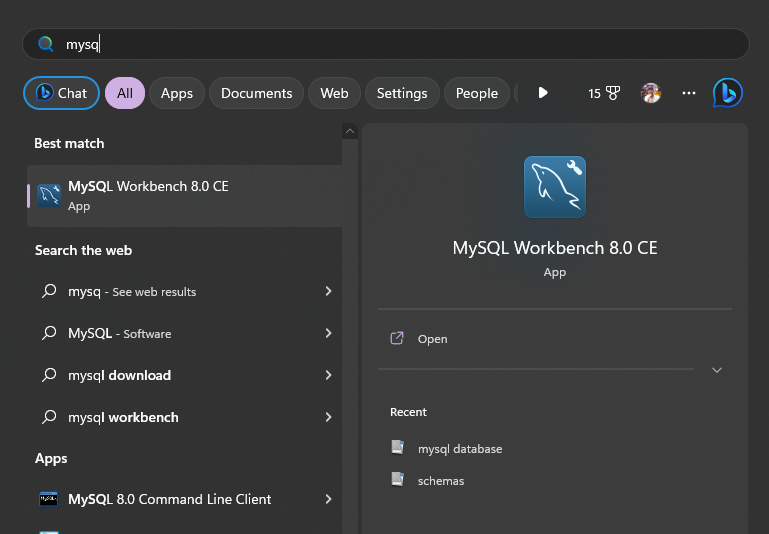 mysq
Chat
All
Apps
Documents
Web
Settings
People
15
Best match
MySQL Workbench 8.0 CE
App
Search the web
mysq - See web results
MySQL - Software
mysql download
mysql workbench
Apps
MySQL 8.0 Command Line Client
MySQL Workbench 8.0 CE
App
Open
Recent
mysql database
schemas